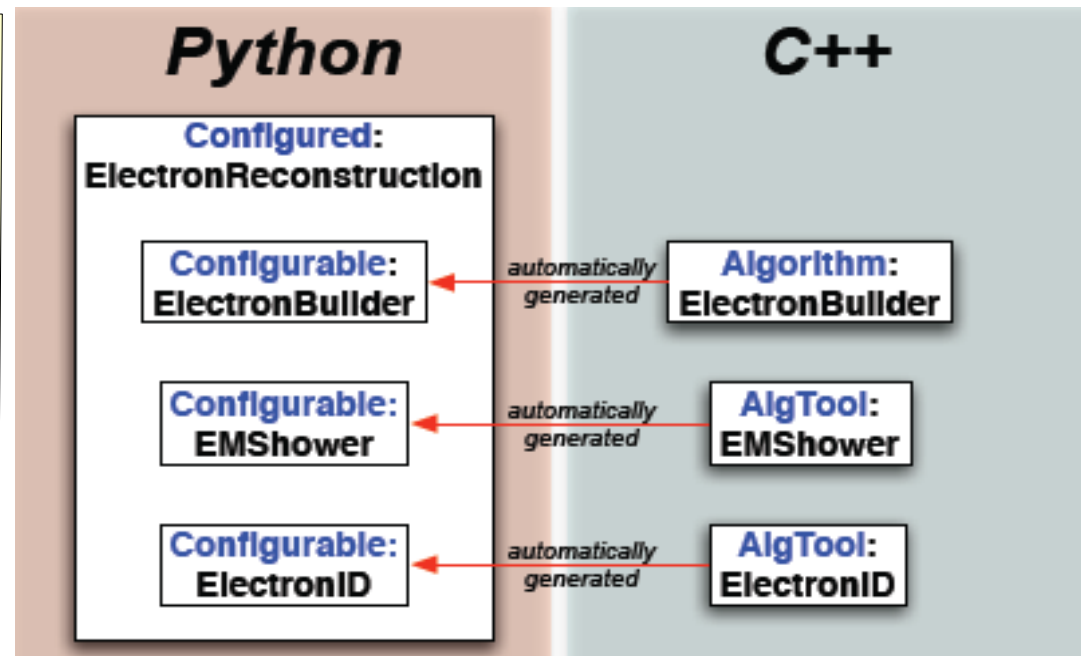 Python
C++
Configured:
ElectronReconstruction
Configurable:
ElectronBuilder
automatically
generated
Algorithm:
ElectronBuilder
Configurable:
EMShower
automatically
generated
AlgTool:
EMShower
Configurable:
ElectronID
automatically
generated
AlgTool:
ElectronID